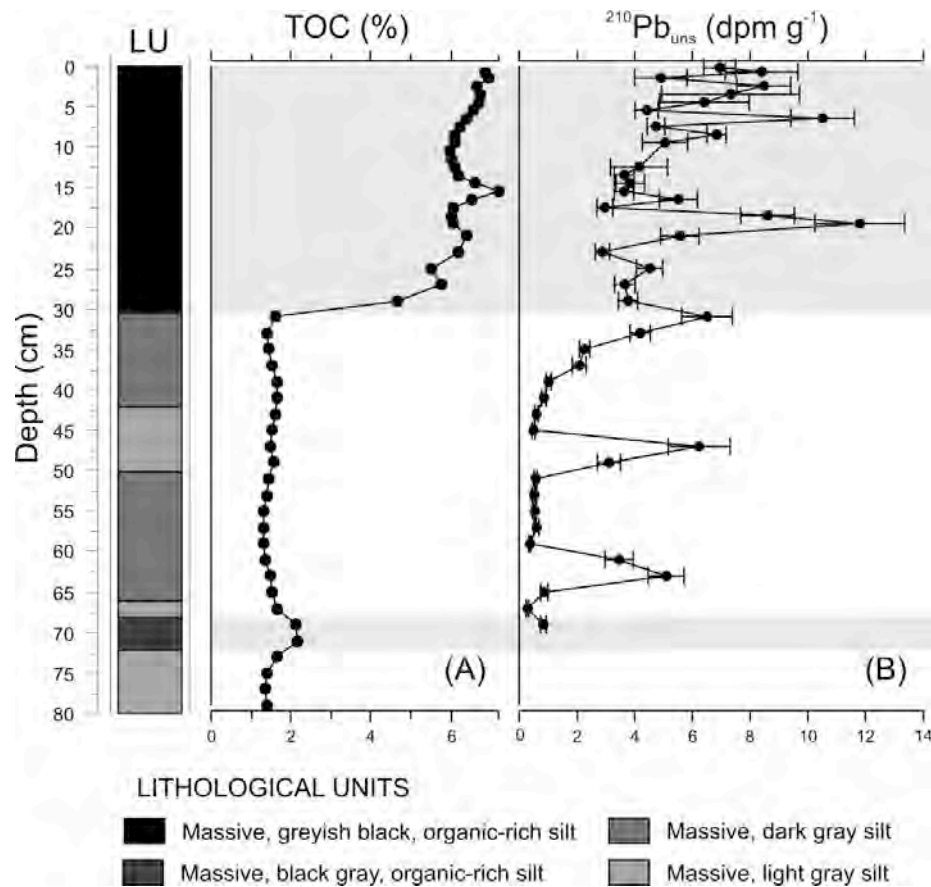 LU
TOC (%)
²¹⁰Pb_uns (dpm g⁻¹)
Depth (cm)
0
5
10
15
20
25
30
35
40
45
50
55
60
65
70
75
80
(A)
(B)
0 2 4 6
0 2 4 6 8 10 12 14
LITHOLOGICAL UNITS
Massive, greyish black, organic-rich silt
Massive, dark gray silt
Massive, black gray, organic-rich silt
Massive, light gray silt